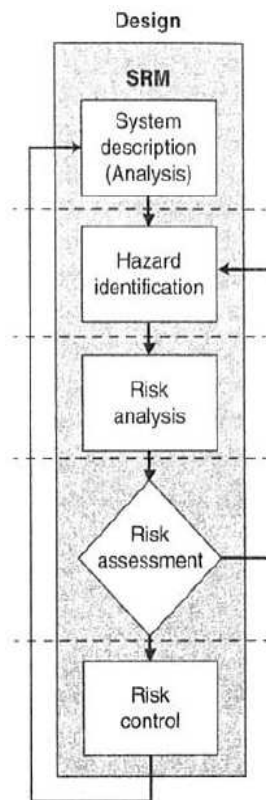 Design
SRM
System
description
(Analysis)
Hazard
identification
Risk
analysis
Risk
assessment
Risk
control